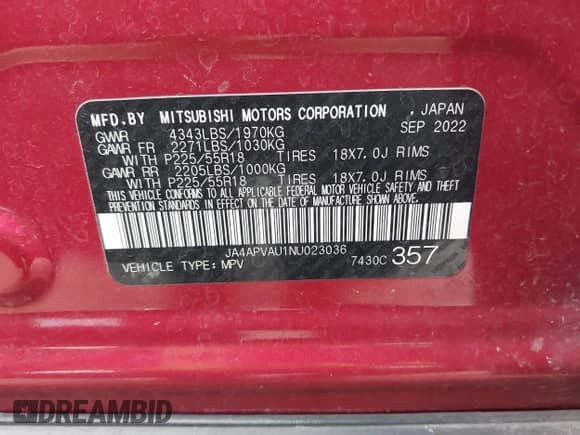 MFD.BY MITSUBISHI MOTORS CORPORATION , JAPAN
GVWR 4343LBS/1970KG SEP 2022
GAWR FR 2271LBS/1030KG
WITH P225/55R18 TIRES 18X7.0J RIMS
GAWR RR 2205LBS/1000KG
WITH P225/55R18 TIRES 18X7.0J RIMS
THIS VEHICLE CONFORMS TO ALL APPLICABLE FEDERAL MOTOR VEHICLE SAFETY AND THEFT
PREVENTION STANDARDS IN EFFECT ON THE DATE OF MANUFACTURE SHOWN ABOVE.
JA4APVAU1NU023036
VEHICLE TYPE: MPV 7430C 357
DREAMBID